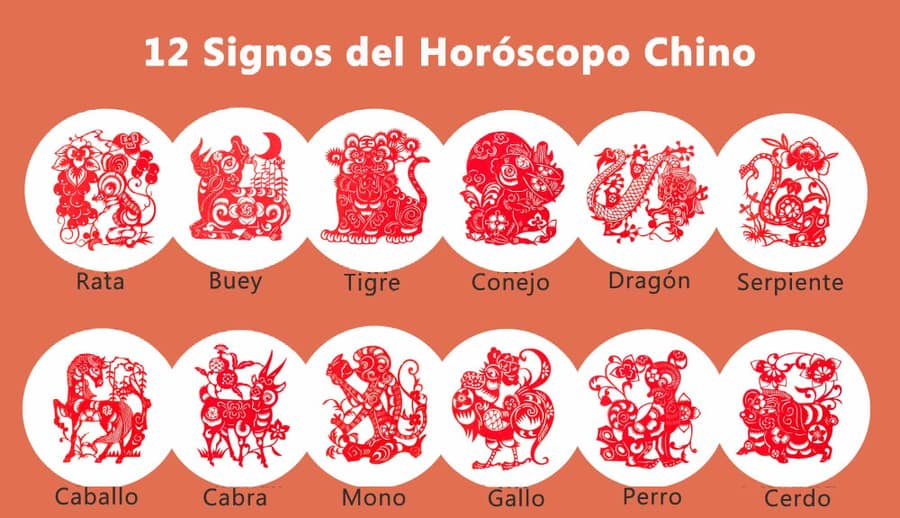 12 Signos del Horóscopo Chino
Rata Buey Tigre Conejo Dragón Serpiente
Caballo Cabra Mono Gallo Perro Cerdo